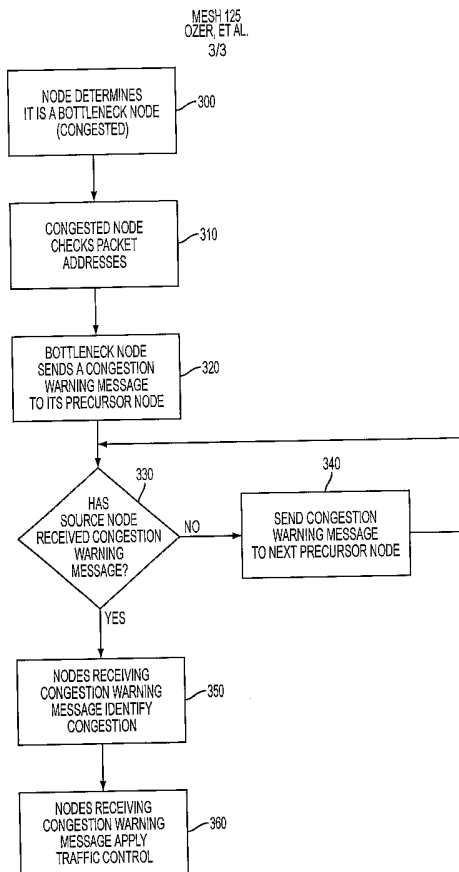 MESH 125
OZER, ET AL.
3/3
NODE DETERMINES
IT IS A BOTTLENECK NODE
(CONGESTED)
300
CONGESTED NODE
CHECKS PACKET
ADDRESSES
310
BOTTLENECK NODE
SENDS A CONGESTION
WARNING MESSAGE
TO ITS PRECURSOR NODE
320
330
HAS
SOURCE NODE
RECEIVED CONGESTION
WARNING
MESSAGE?
NO
340
SEND CONGESTION
WARNING MESSAGE
TO NEXT PRECURSOR NODE
YES
NODES RECEIVING
CONGESTION WARNING
MESSAGE IDENTIFY
CONGESTION
350
NODES RECEIVING
CONGESTION WARNING
MESSAGE APPLY
TRAFFIC CONTROL
360